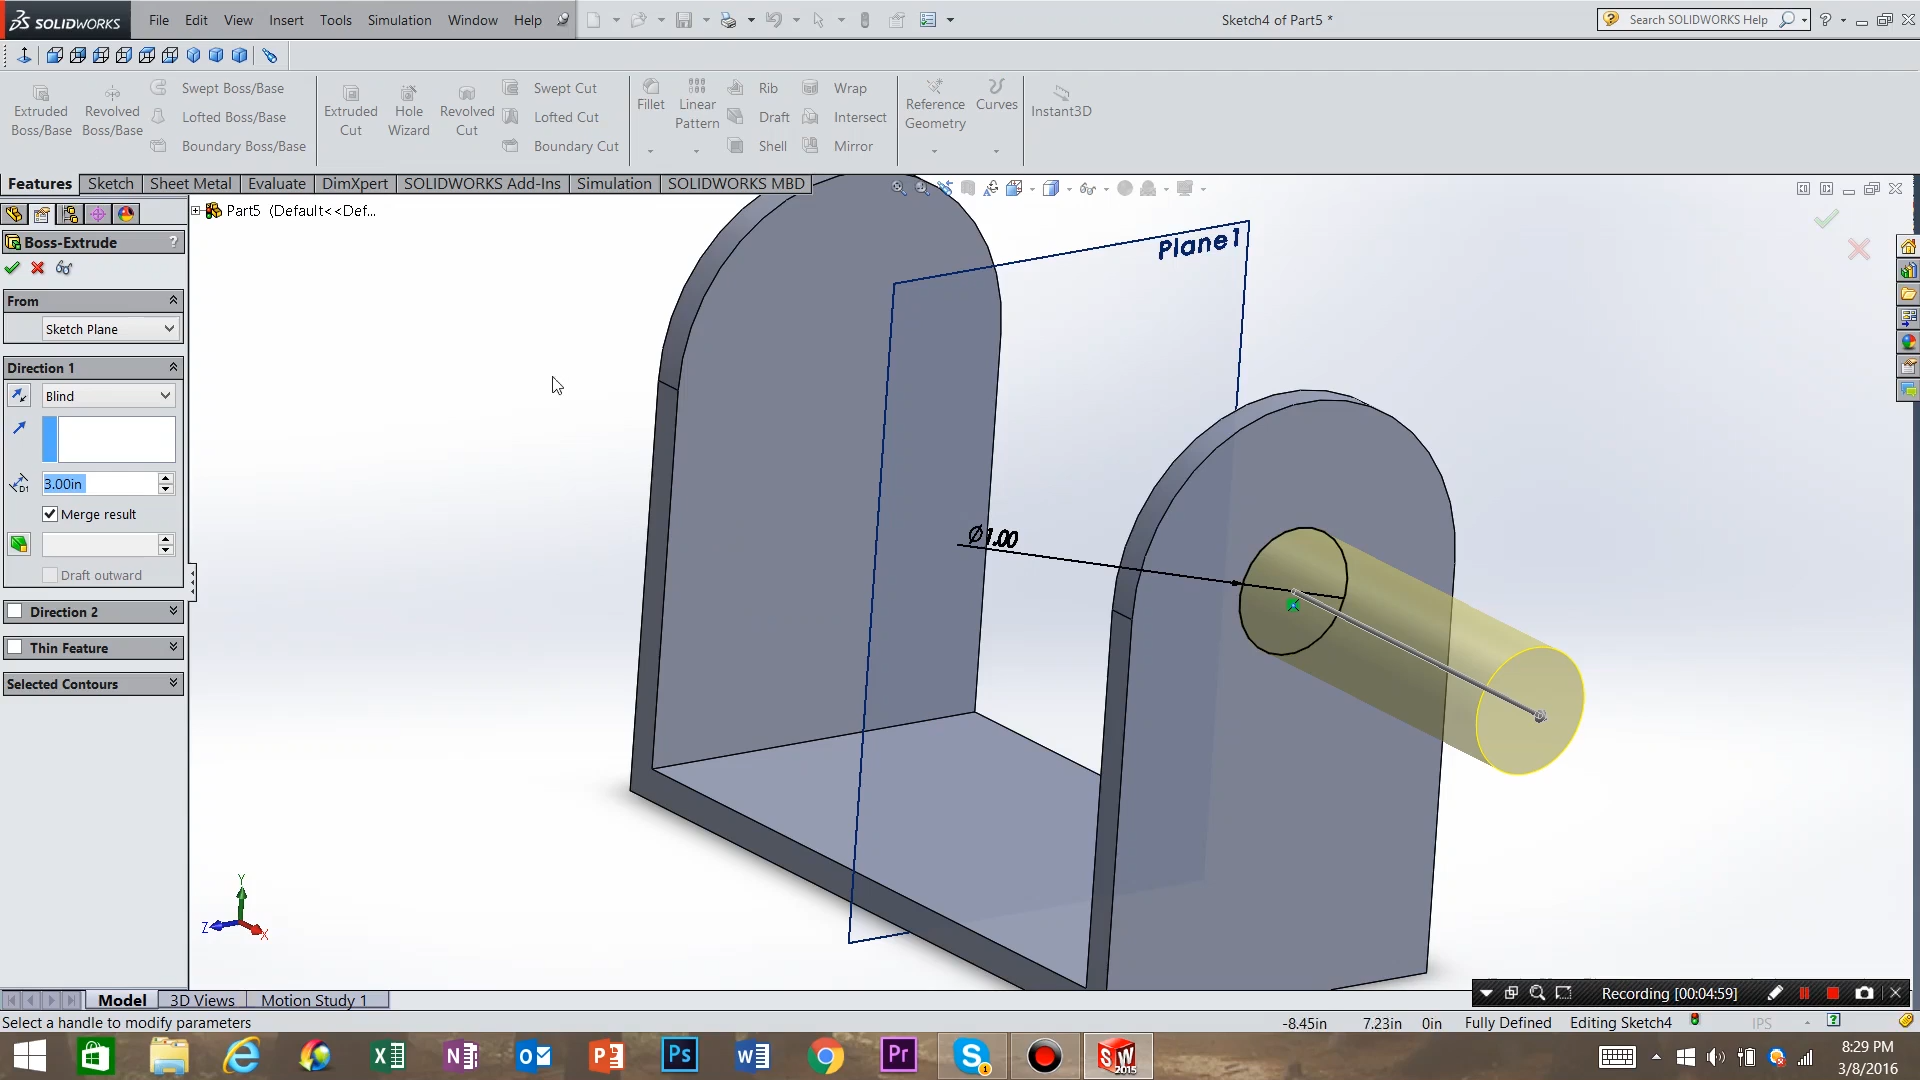 SOLIDWORKS File Edit View Insert Tools Simulation Window Help Sketch4 of Part5 * Search SOLIDWORKS Help
Extruded Boss/Base
Revolved Boss/Base
Swept Boss/Base
Lofted Boss/Base
Boundary Boss/Base
Extruded Cut
Hole Wizard
Revolved Cut
Swept Cut
Lofted Cut
Boundary Cut
Fillet
Linear Pattern
Rib
Draft
Shell
Wrap
Intersect
Mirror
Reference Geometry
Curves
Instant3D
Features Sketch Sheet Metal Evaluate DimXpert SOLIDWORKS Add-Ins Simulation SOLIDWORKS MBD
Part5 (Default<<Def...
Boss-Extrude ?
From
Sketch Plane
Direction 1
Blind
D1
3.00in
Merge result
Draft outward
Direction 2
Thin Feature
Selected Contours
Plane1
Ø1.00
Y
Z
X
Model 3D Views Motion Study 1
Recording [00:04:59]
Select a handle to modify parameters -8.45in 7.23in 0in Fully Defined Editing Sketch4 IPS
8:29 PM
3/8/2016